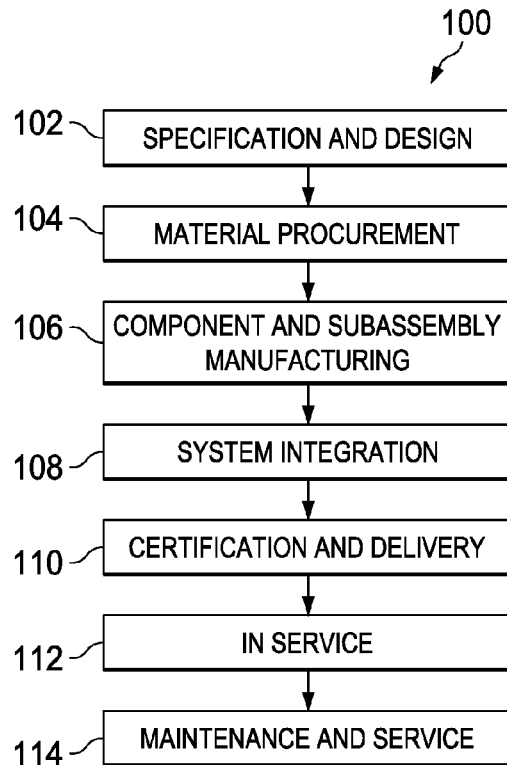 100
102
SPECIFICATION AND DESIGN
104
MATERIAL PROCUREMENT
106
COMPONENT AND SUBASSEMBLY
MANUFACTURING
108
SYSTEM INTEGRATION
110
CERTIFICATION AND DELIVERY
112
IN SERVICE
114
MAINTENANCE AND SERVICE